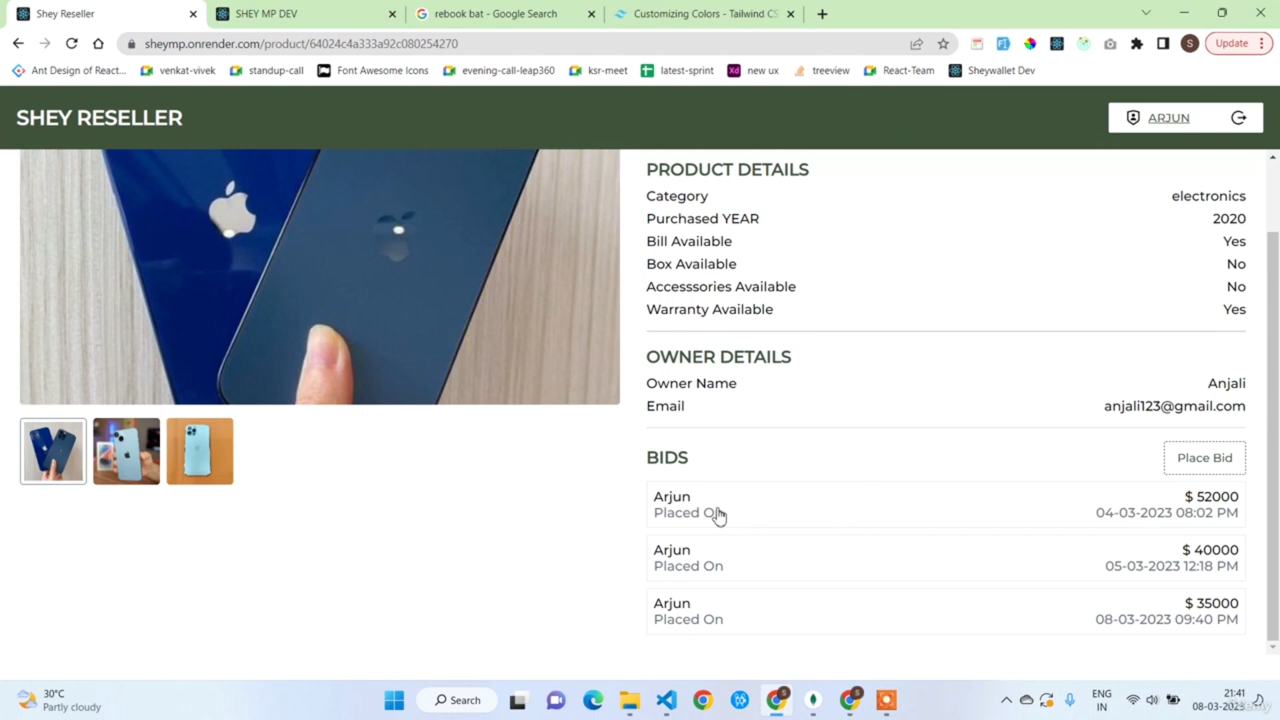 Shey Reseller
SHEY MP DEV
rebook bat - Google Search
Customizing Colors - Tailwind CS
sheymp.onrender.com/product/64024c4a333a92c080254270
S
Update
Ant Design of React...
venkat-vivek
standup-call
Font Awesome Icons
evening-call-leap360
ksr-meet
latest-sprint
Xd
new ux
treeview
React-Team
Sheywallet Dev
SHEY RESELLER
ARJUN
PRODUCT DETAILS
Category electronics
Purchased YEAR 2020
Bill Available Yes
Box Available No
Accesssories Available No
Warranty Available Yes
OWNER DETAILS
Owner Name Anjali
Email anjali123@gmail.com
BIDS Place Bid
Arjun $ 52000
Placed On 04-03-2023 08:02 PM
Arjun $ 40000
Placed On 05-03-2023 12:18 PM
Arjun $ 35000
Placed On 08-03-2023 09:40 PM
30°C
Partly cloudy
Search
ENG
IN
21:41
08-03-2023